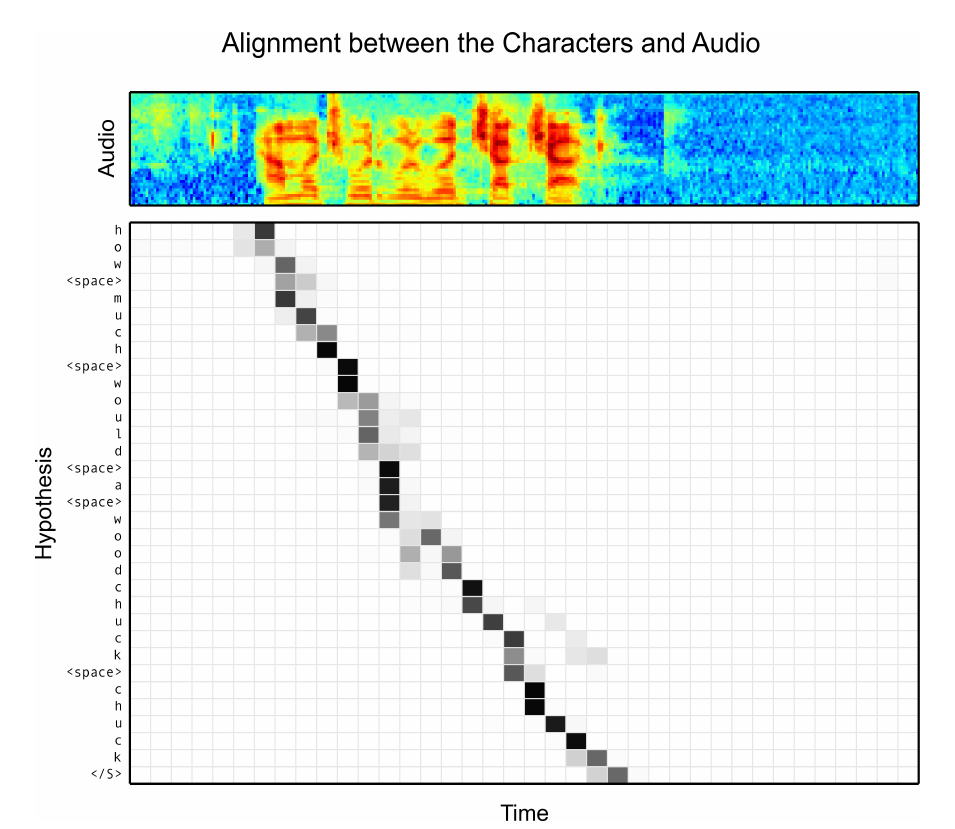 Alignment between the Characters and Audio
Audio
Hypothesis
h
o
w
<space>
m
u
c
h
<space>
w
o
u
l
d
<space>
a
<space>
w
o
o
d
c
h
u
c
k
<space>
c
h
u
c
k
</S>
Time